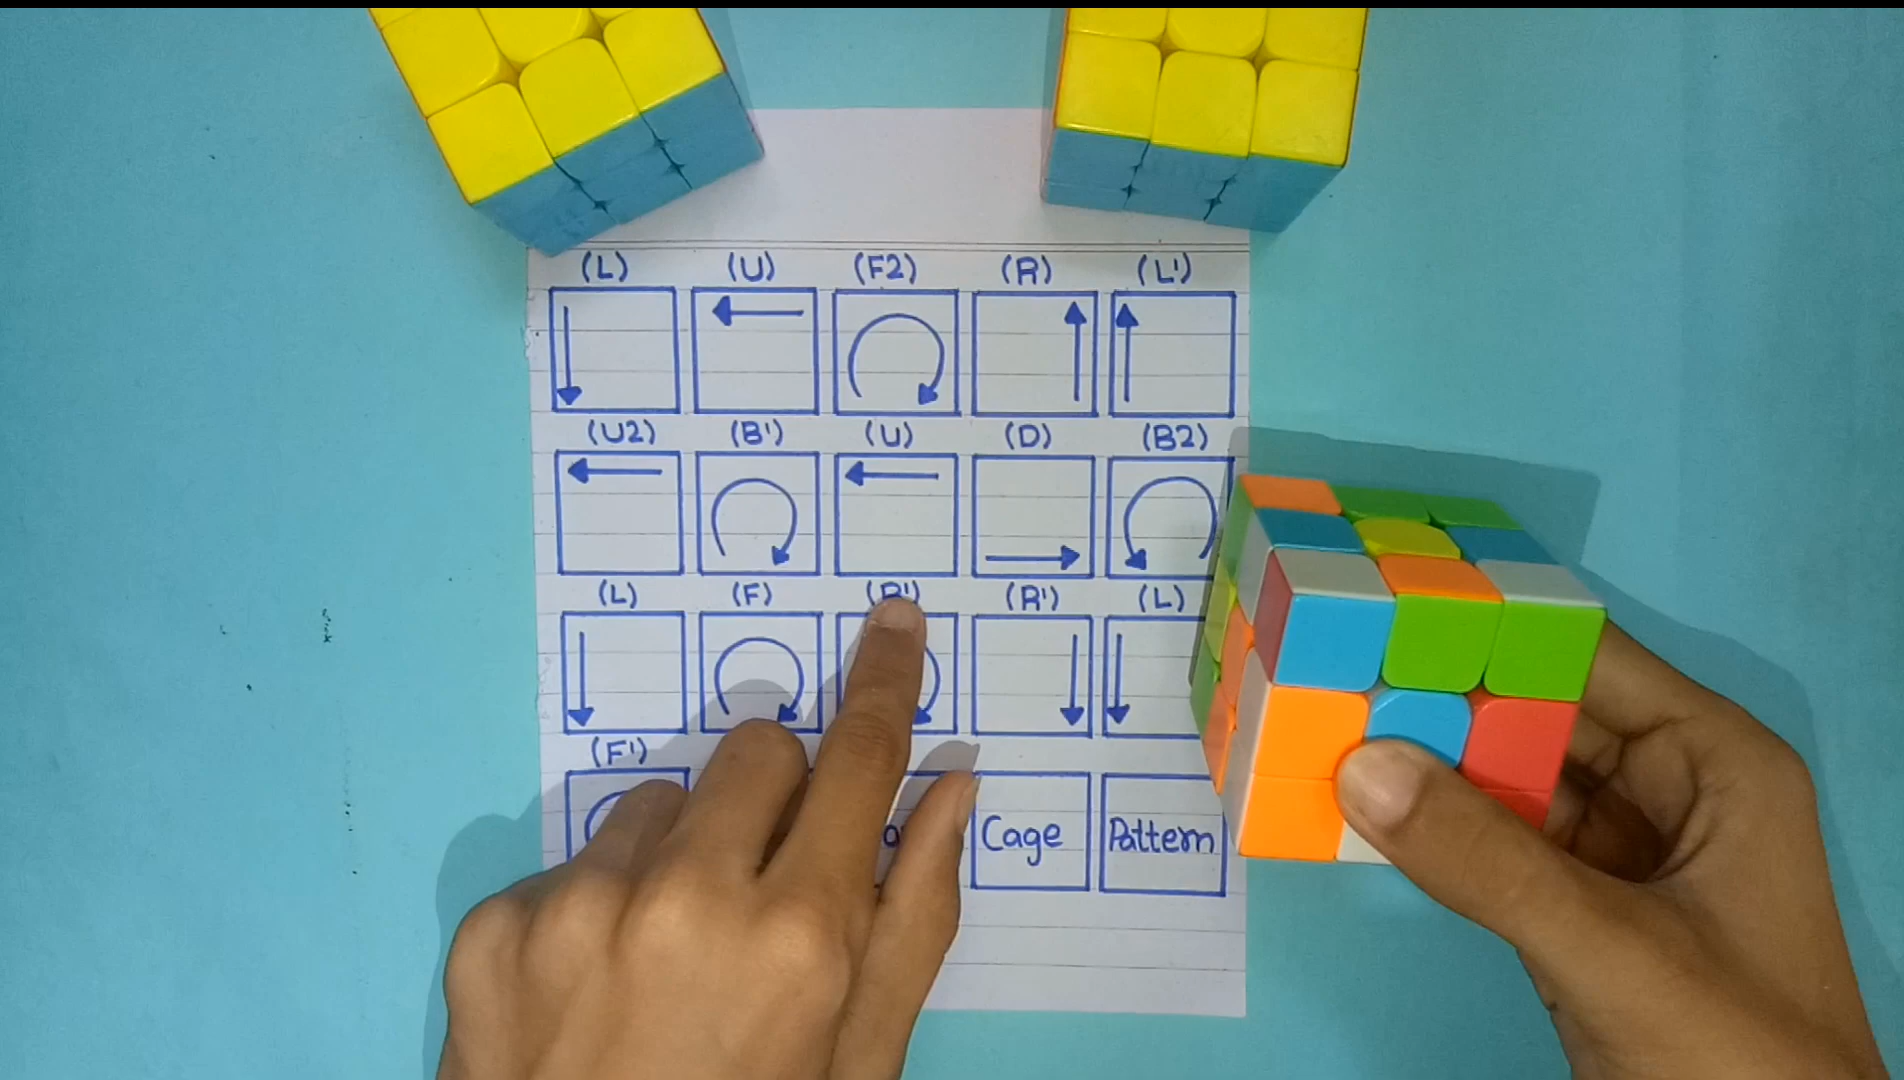 (L) (U) (F2) (R) (L')
(U2) (B') (U) (D) (B2)
(L) (F) (B') (R') (L)
(F')
Cage Pattern